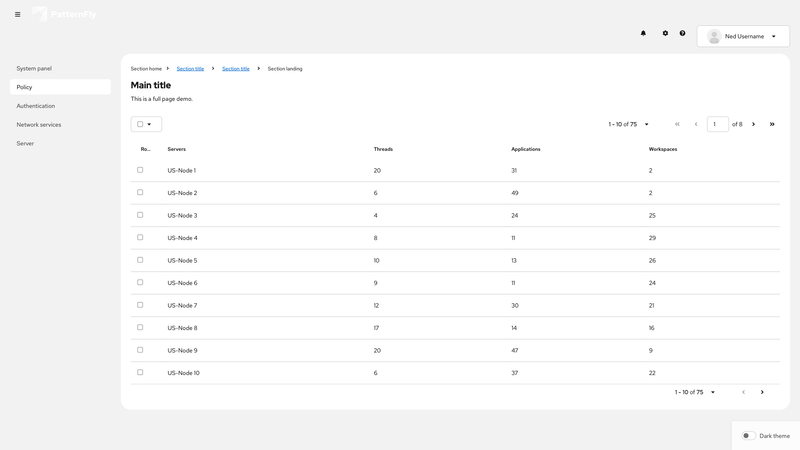 PatternFly
Ned Username
System panel
Policy
Authentication
Network services
Server
Section home > Section title > Section title > Section landing
Main title
This is a full page demo.
1 - 10 of 75
1 of 8
Ro... Servers Threads Applications Workspaces
US-Node 1 20 31 2
US-Node 2 6 49 2
US-Node 3 4 24 25
US-Node 4 8 11 29
US-Node 5 10 13 26
US-Node 6 9 11 24
US-Node 7 12 30 21
US-Node 8 17 14 16
US-Node 9 20 47 9
US-Node 10 6 37 22
1 - 10 of 75
Dark theme